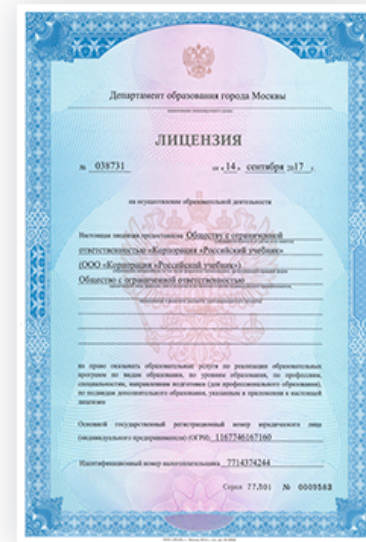 Департамент образования города Москвы
ЛИЦЕНЗИЯ
№ 038731 от «14» сентября 2017 г.
на осуществление образовательной деятельности
Настоящая лицензия предоставлена Обществу с ограниченной
ответственностью «Корпорация «Российский учебник»
(ООО «Корпорация «Российский учебник»),
Общество с ограниченной ответственностью
на право оказывать образовательные услуги по реализации образовательных
программ по видам образования, по уровням образования, по профессиям,
специальностям, направлениям подготовки (для профессионального образования),
по подвидам дополнительного образования, указанным в приложении к настоящей
лицензии
Основной государственный регистрационный номер юридического лица
(индивидуального предпринимателя) (ОГРН) 1167746167160
Идентификационный номер налогоплательщика 7714374244
Серия 77Л01 № 0009583